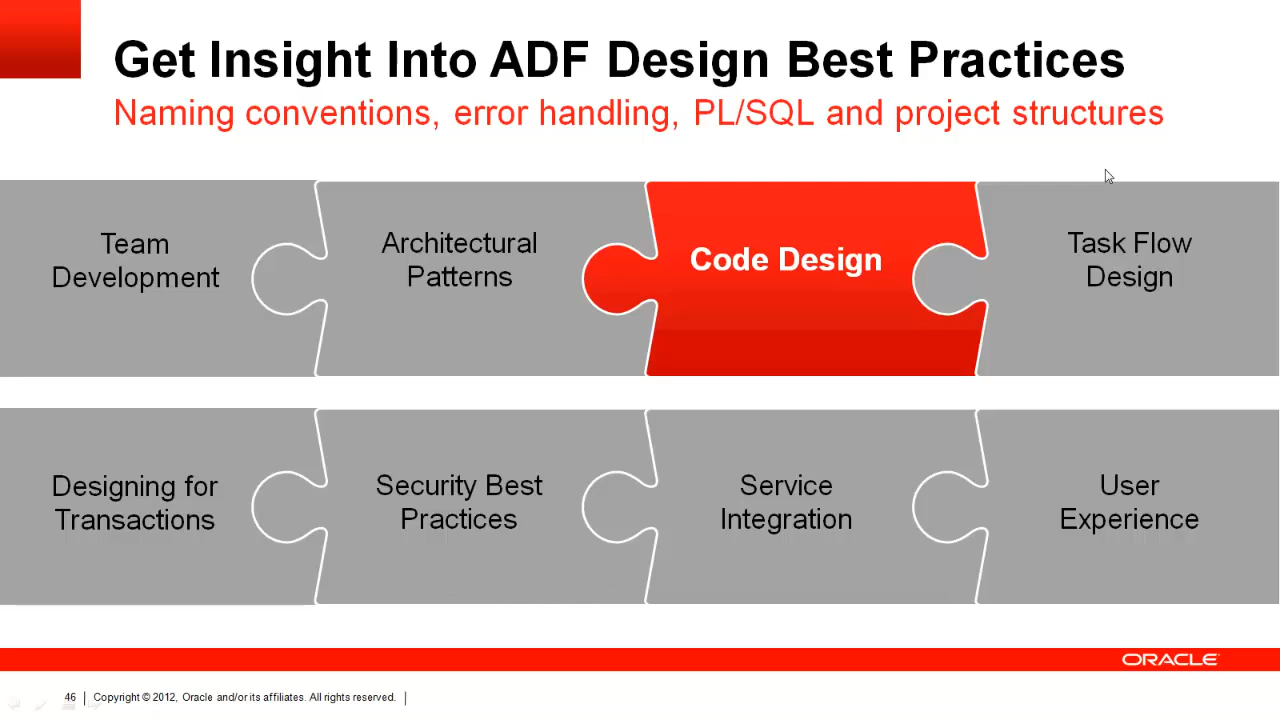 Get Insight Into ADF Design Best Practices
Naming conventions, error handling, PL/SQL and project structures
Team
Development
Architectural
Patterns
Code Design
Task Flow
Design
Designing for
Transactions
Security Best
Practices
Service
Integration
User
Experience
ORACLE
46 | Copyright © 2012, Oracle and/or its affiliates. All rights reserved. |